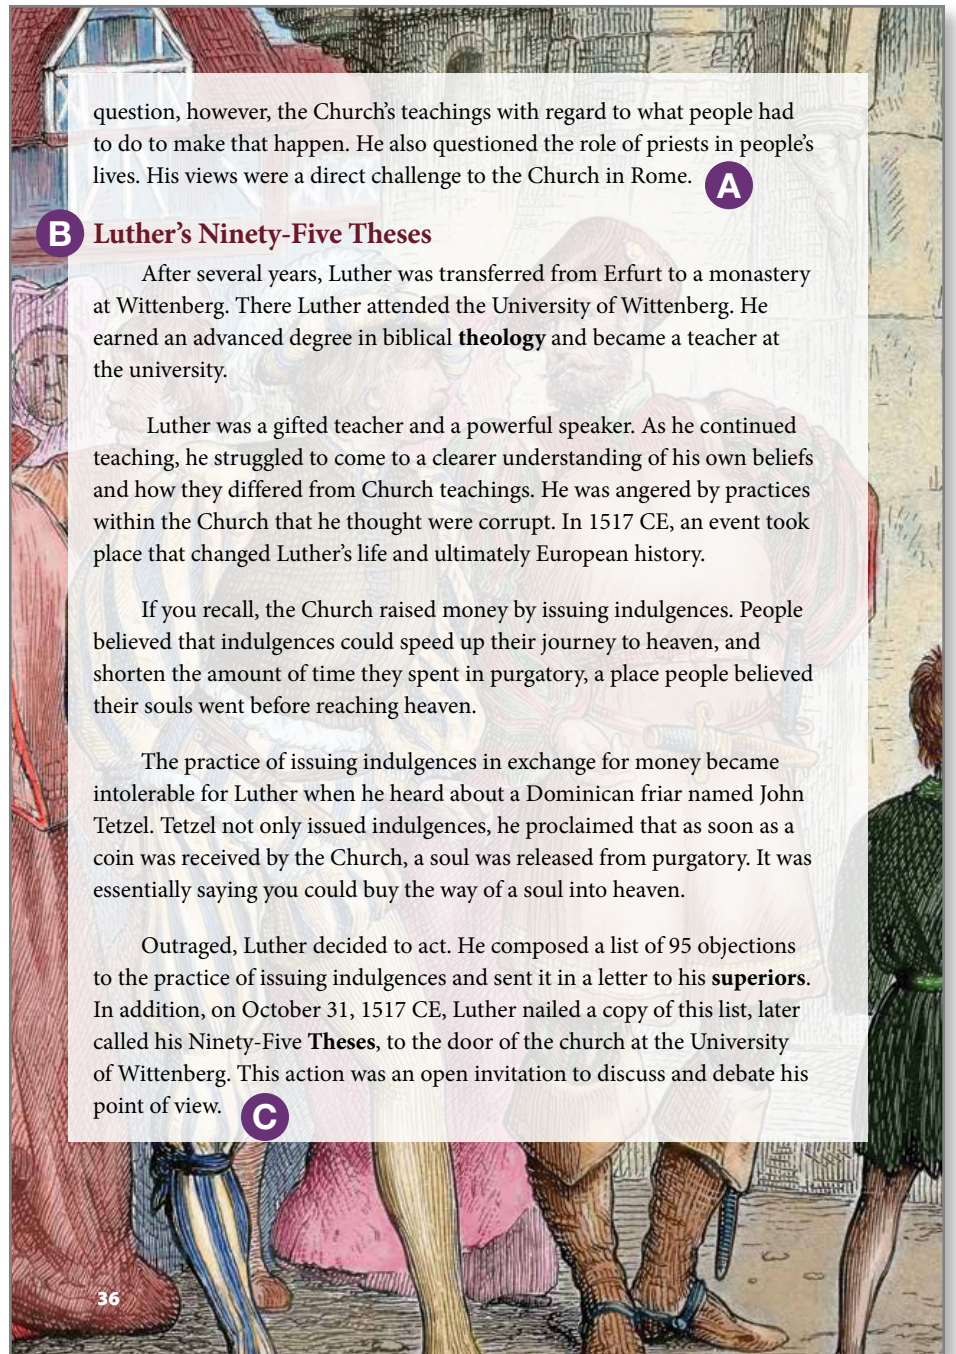 question, however, the Church's teachings with regard to what people had
to do to make that happen. He also questioned the role of priests in people's
lives. His views were a direct challenge to the Church in Rome. A
B Luther's Ninety-Five Theses
After several years, Luther was transferred from Erfurt to a monastery
at Wittenberg. There Luther attended the University of Wittenberg. He
earned an advanced degree in biblical theology and became a teacher at
the university.
Luther was a gifted teacher and a powerful speaker. As he continued
teaching, he struggled to come to a clearer understanding of his own beliefs
and how they differed from Church teachings. He was angered by practices
within the Church that he thought were corrupt. In 1517 CE, an event took
place that changed Luther's life and ultimately European history.
If you recall, the Church raised money by issuing indulgences. People
believed that indulgences could speed up their journey to heaven, and
shorten the amount of time they spent in purgatory, a place people believed
their souls went before reaching heaven.
The practice of issuing indulgences in exchange for money became
intolerable for Luther when he heard about a Dominican friar named John
Tetzel. Tetzel not only issued indulgences, he proclaimed that as soon as a
coin was received by the Church, a soul was released from purgatory. It was
essentially saying you could buy the way of a soul into heaven.
Outraged, Luther decided to act. He composed a list of 95 objections
to the practice of issuing indulgences and sent it in a letter to his superiors.
In addition, on October 31, 1517 CE, Luther nailed a copy of this list, later
called his Ninety-Five Theses, to the door of the church at the University
of Wittenberg. This action was an open invitation to discuss and debate his
point of view. C
36